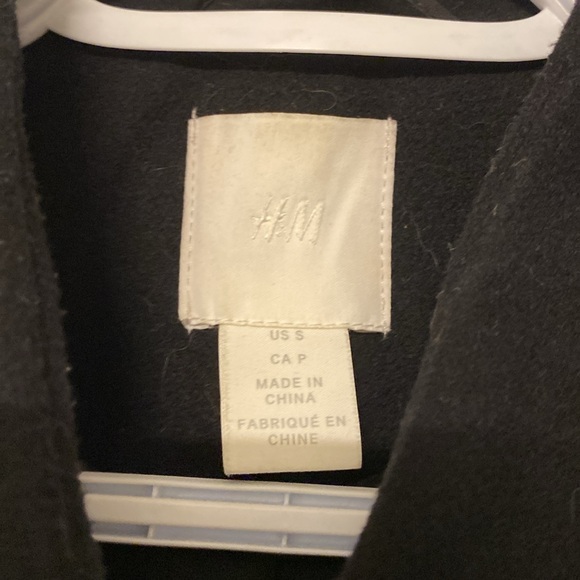 H&M
US S
CA P
MADE IN
CHINA
FABRIQUÉ EN
CHINE